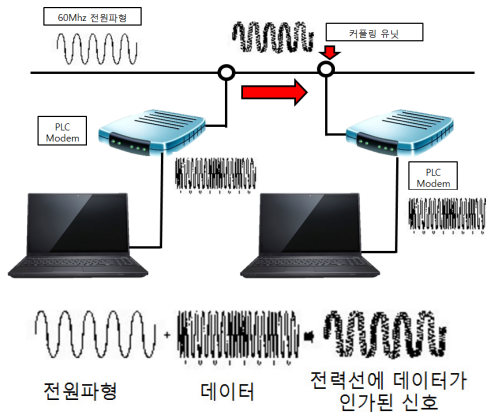 60Mhz 전원파형
커플링 유닛
PLC
Modem
PLC
Modem
+
전원파형
데이터
전력선에 데이터가
인가된 신호